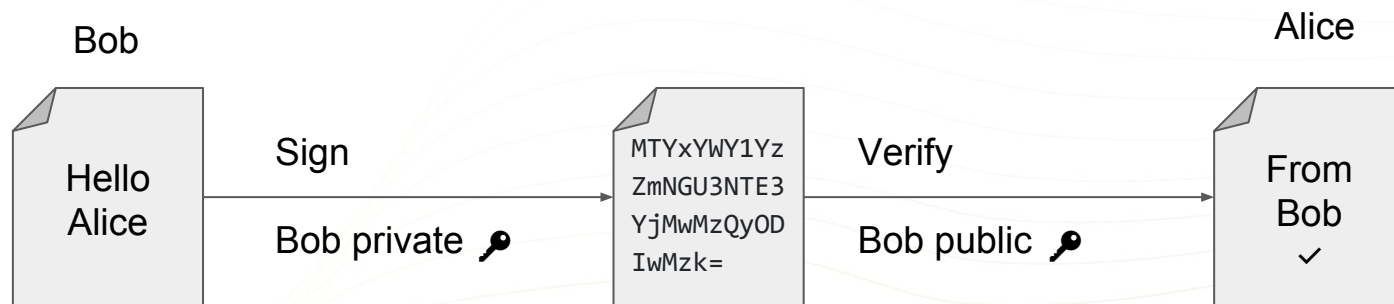 Bob
Alice
Hello
Alice
Sign
Bob private
MTYxYWY1Yz
ZmNGU3NTE3
YjMwMzQyOD
IwMzk=
Verify
Bob public
From
Bob
✓